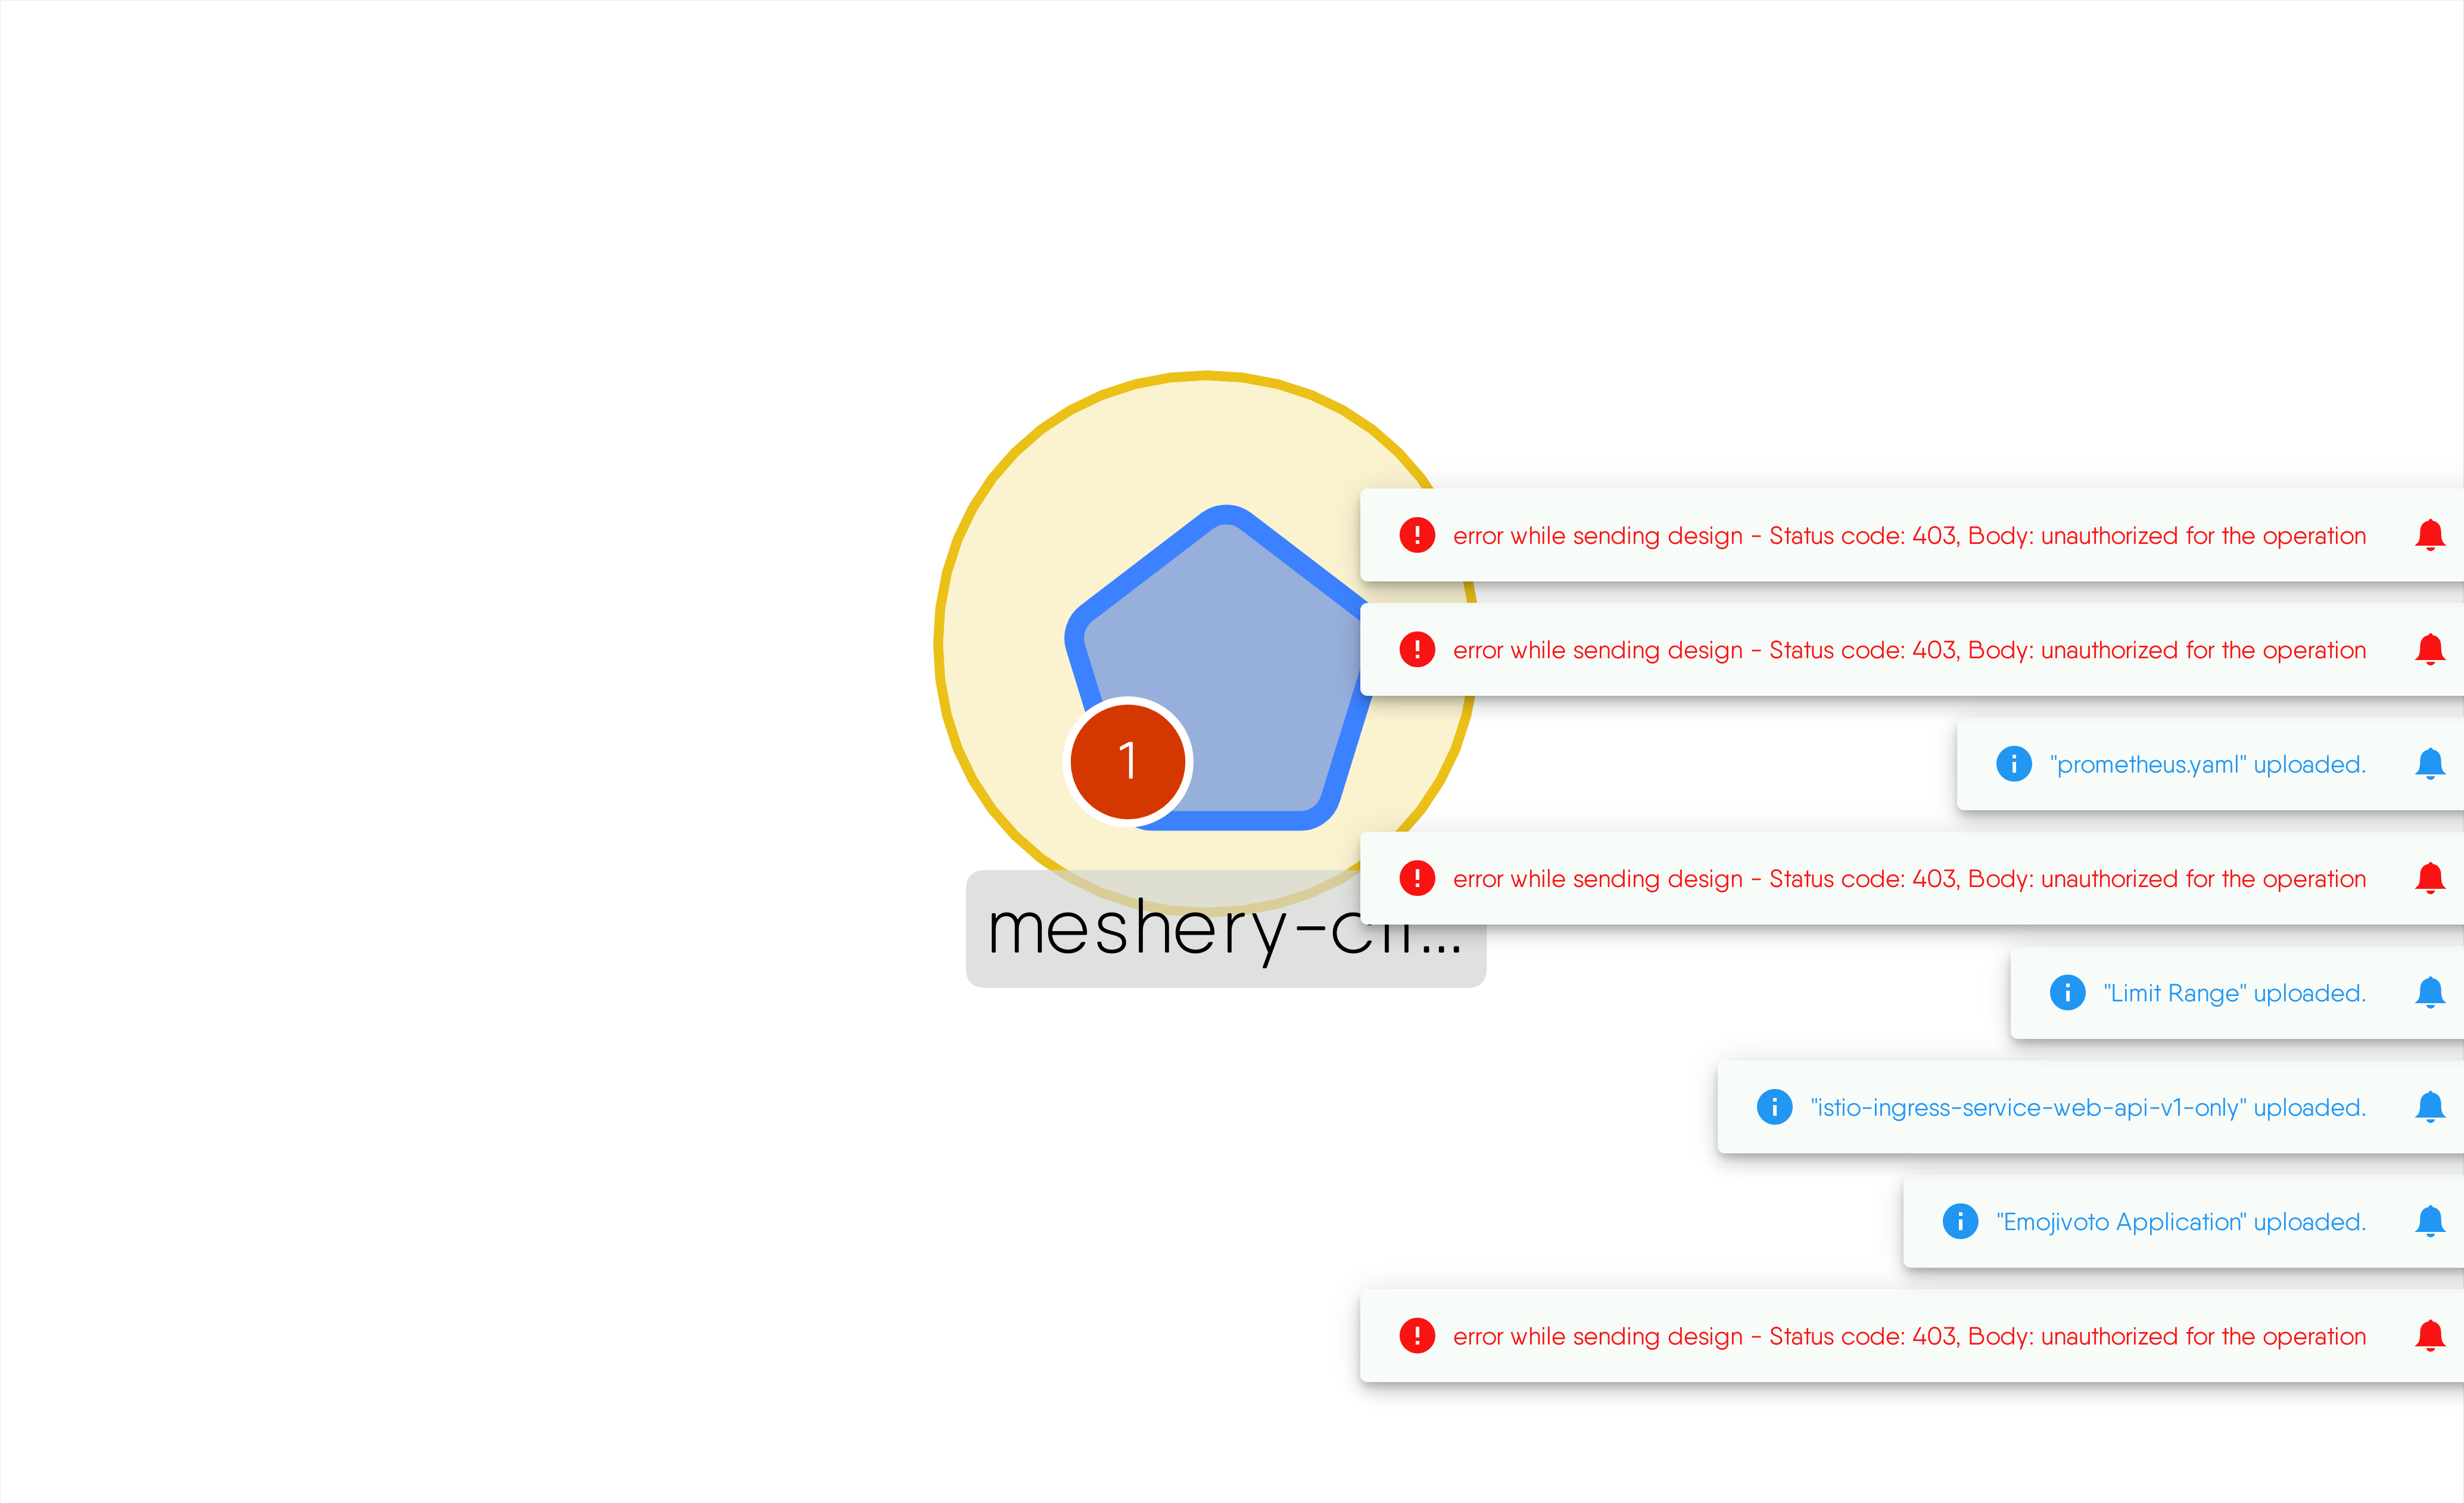 error while sending design - Status code: 403, Body: unauthorized for the operation
error while sending design - Status code: 403, Body: unauthorized for the operation
1
"prometheus.yaml" uploaded.
error while sending design - Status code: 403, Body: unauthorized for the operation
meshery-cl...
"Limit Range" uploaded.
"istio-ingress-service-web-api-v1-only" uploaded.
"Emojivoto Application" uploaded.
error while sending design - Status code: 403, Body: unauthorized for the operation